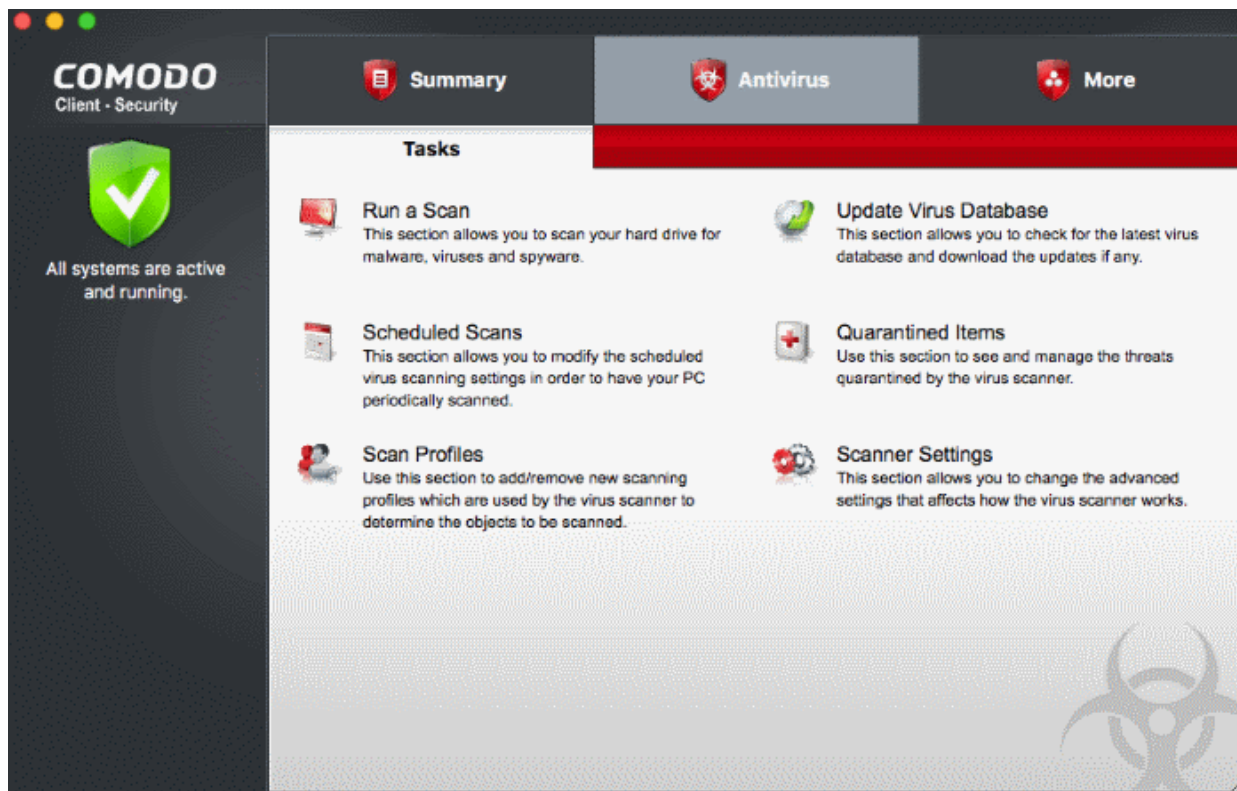 COMODO
Client - Security
Summary
Antivirus
More
Tasks
All systems are active
and running.
Run a Scan
This section allows you to scan your hard drive for
malware, viruses and spyware.
Update Virus Database
This section allows you to check for the latest virus
database and download the updates if any.
Scheduled Scans
This section allows you to modify the scheduled
virus scanning settings in order to have your PC
periodically scanned.
Quarantined Items
Use this section to see and manage the threats
quarantined by the virus scanner.
Scan Profiles
Use this section to add/remove new scanning
profiles which are used by the virus scanner to
determine the objects to be scanned.
Scanner Settings
This section allows you to change the advanced
settings that affects how the virus scanner works.